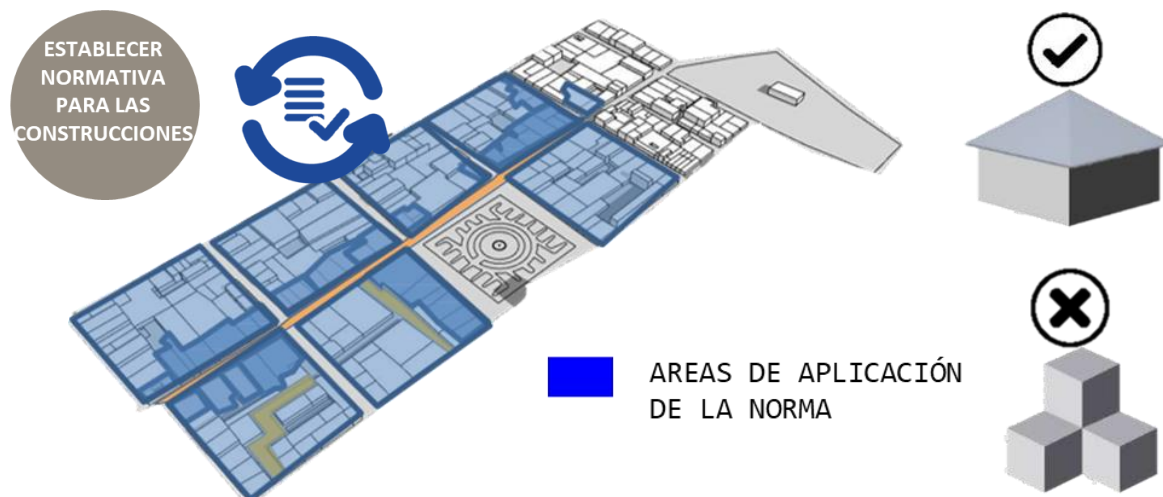 ESTABLECER
NORMATIVA
PARA LAS
CONSTRUCCIONES
AREAS DE APLICACIÓN
DE LA NORMA